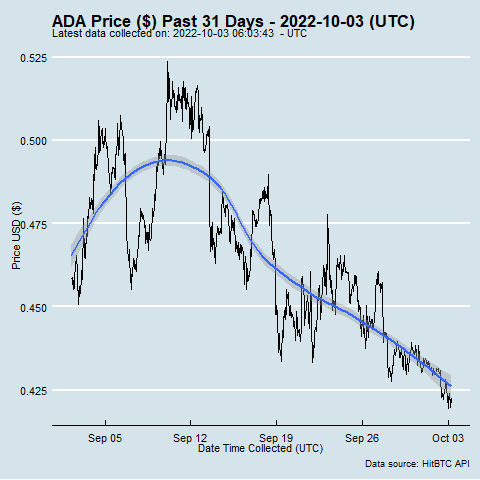 ADA Price ($) Past 31 Days - 2022-10-03 (UTC)
Latest data collected on: 2022-10-03 06:03:43  - UTC
0.525
0.500
0.475
0.450
0.425
Price USD ($)
Sep 05
Sep 12
Sep 19
Sep 26
Oct 03
Date Time Collected (UTC)
Data source: HitBTC API